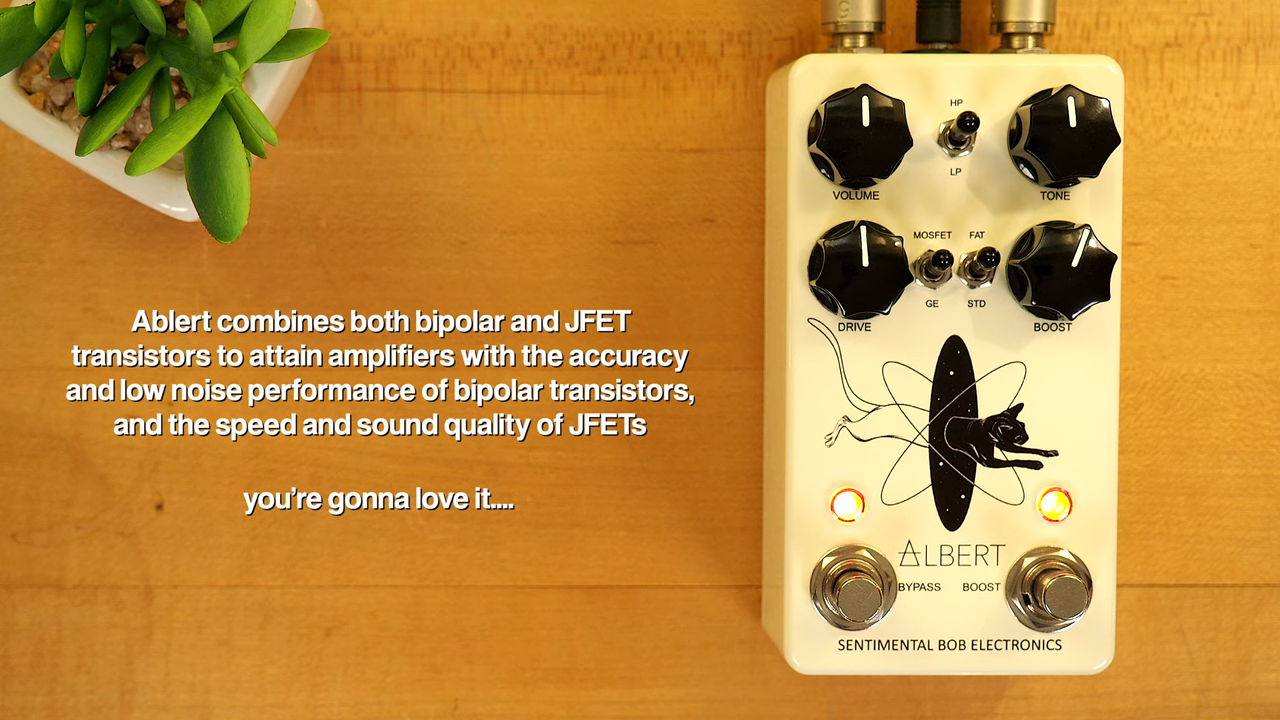 HP
LP
VOLUME
TONE
MOSFET FAT
GE STD
DRIVE
BOOST
Ablert combines both bipolar and JFET
transistors to attain amplifiers with the accuracy
and low noise performance of bipolar transistors,
and the speed and sound quality of JFETs
you're gonna love it....
ALBERT
BYPASS BOOST
SENTIMENTAL BOB ELECTRONICS